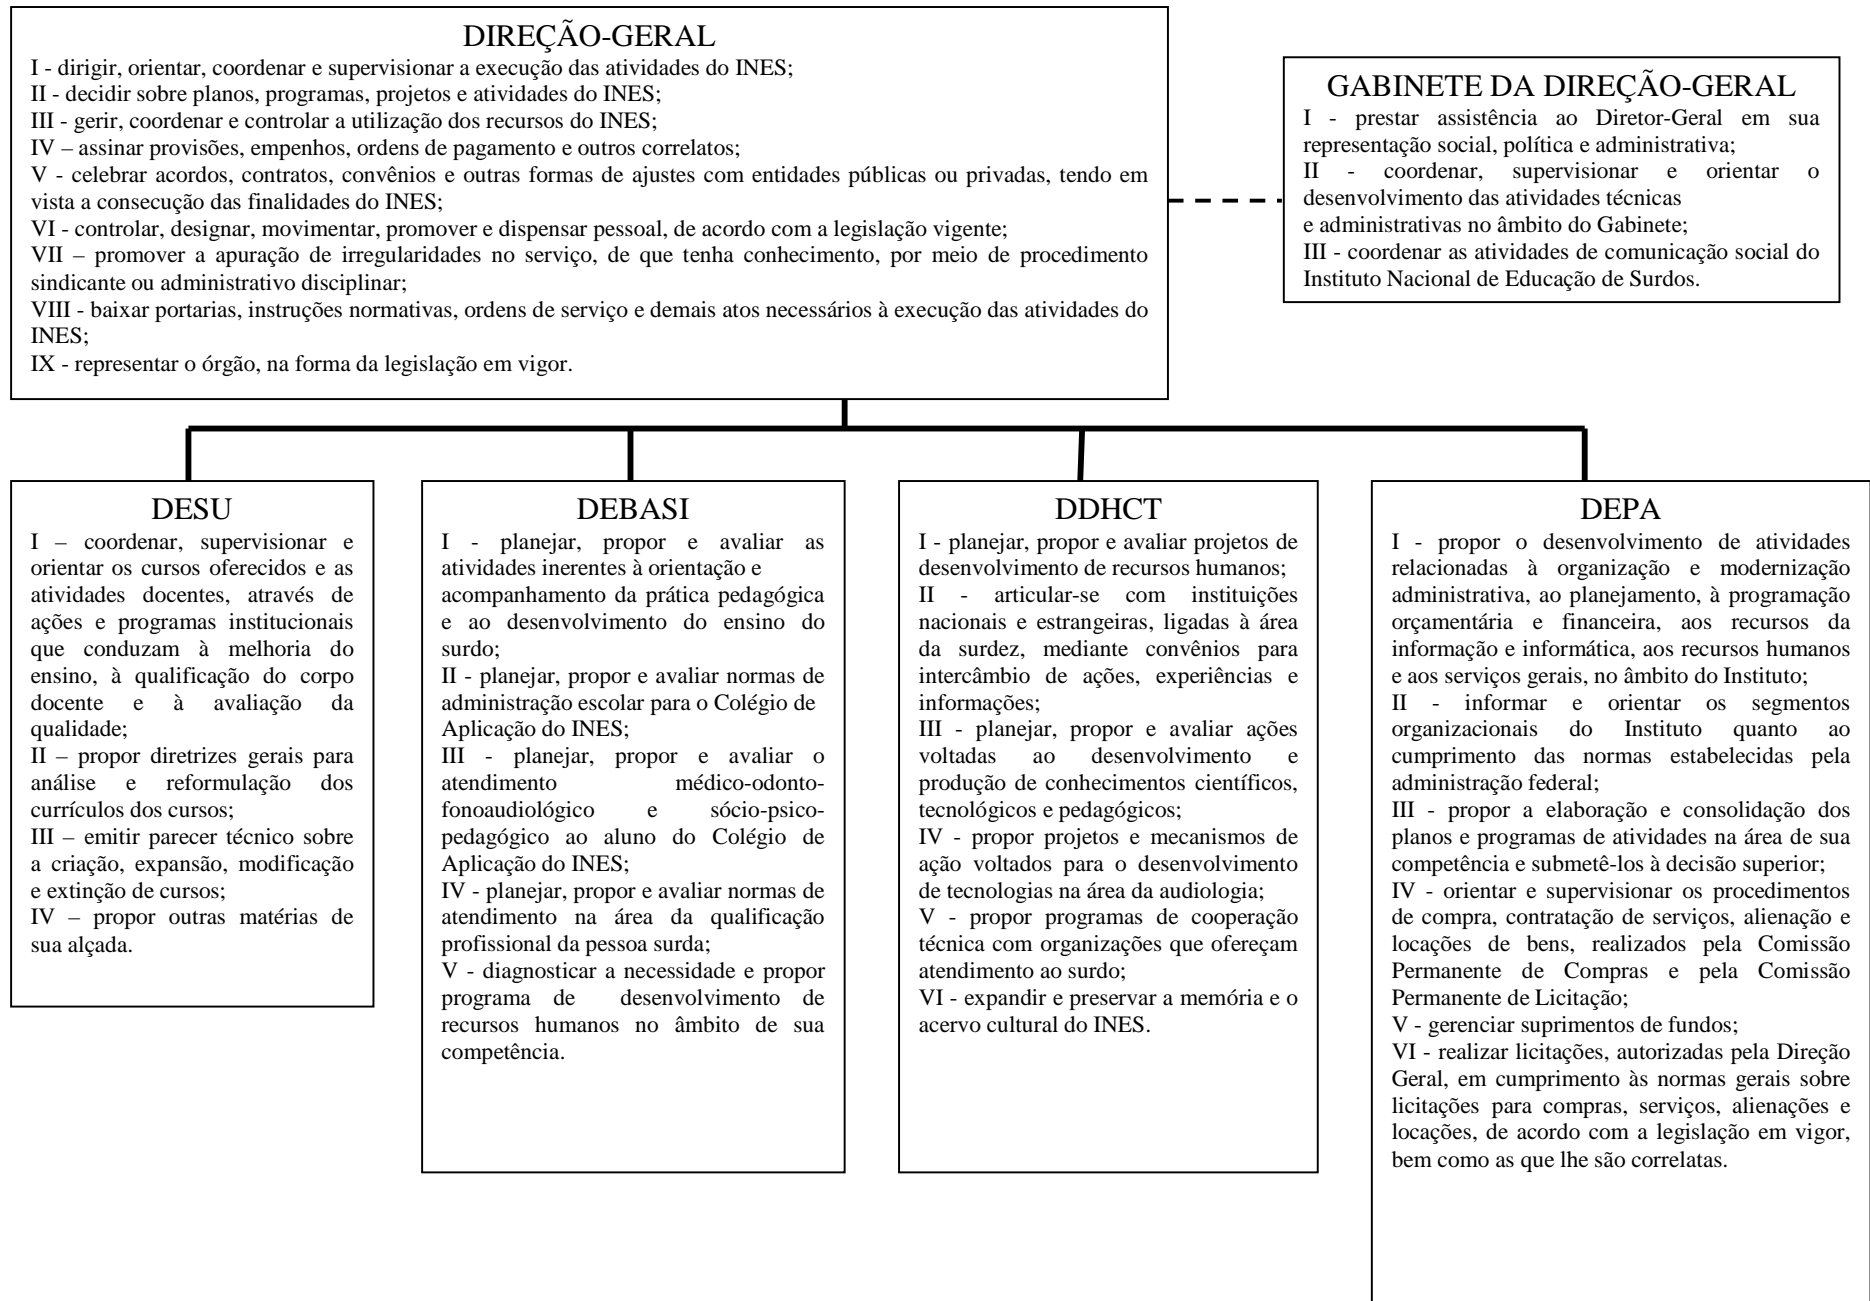 DIREÇÃO-GERAL
I - dirigir, orientar, coordenar e supervisionar a execução das atividades do INES;
II - decidir sobre planos, programas, projetos e atividades do INES;
III - gerir, coordenar e controlar a utilização dos recursos do INES;
IV – assinar provisões, empenhos, ordens de pagamento e outros correlatos;
V - celebrar acordos, contratos, convênios e outras formas de ajustes com entidades públicas ou privadas, tendo em
vista a consecução das finalidades do INES;
VI - controlar, designar, movimentar, promover e dispensar pessoal, de acordo com a legislação vigente;
VII – promover a apuração de irregularidades no serviço, de que tenha conhecimento, por meio de procedimento
sindicante ou administrativo disciplinar;
VIII - baixar portarias, instruções normativas, ordens de serviço e demais atos necessários à execução das atividades do
INES;
IX - representar o órgão, na forma da legislação em vigor.
GABINETE DA DIREÇÃO-GERAL
I - prestar assistência ao Diretor-Geral em sua
representação social, política e administrativa;
II - coordenar, supervisionar e orientar o
desenvolvimento das atividades técnicas
e administrativas no âmbito do Gabinete;
III - coordenar as atividades de comunicação social do
Instituto Nacional de Educação de Surdos.
DESU
I – coordenar, supervisionar e
orientar os cursos oferecidos e as
atividades docentes, através de
ações e programas institucionais
que conduzam à melhoria do
ensino, à qualificação do corpo
docente e à avaliação da
qualidade;
II – propor diretrizes gerais para
análise e reformulação dos
currículos dos cursos;
III – emitir parecer técnico sobre
a criação, expansão, modificação
e extinção de cursos;
IV – propor outras matérias de
sua alçada.
DEBASI
I - planejar, propor e avaliar as
atividades inerentes à orientação e
acompanhamento da prática pedagógica
e ao desenvolvimento do ensino do
surdo;
II - planejar, propor e avaliar normas de
administração escolar para o Colégio de
Aplicação do INES;
III - planejar, propor e avaliar o
atendimento médico-odonto-
fonoaudiológico e sócio-psico-
pedagógico ao aluno do Colégio de
Aplicação do INES;
IV - planejar, propor e avaliar normas de
atendimento na área da qualificação
profissional da pessoa surda;
V - diagnosticar a necessidade e propor
programa de desenvolvimento de
recursos humanos no âmbito de sua
competência.
DDHCT
I - planejar, propor e avaliar projetos de
desenvolvimento de recursos humanos;
II - articular-se com instituições
nacionais e estrangeiras, ligadas à área
da surdez, mediante convênios para
intercâmbio de ações, experiências e
informações;
III - planejar, propor e avaliar ações
voltadas ao desenvolvimento e
produção de conhecimentos científicos,
tecnológicos e pedagógicos;
IV - propor projetos e mecanismos de
ação voltados para o desenvolvimento
de tecnologias na área da audiologia;
V - propor programas de cooperação
técnica com organizações que ofereçam
atendimento ao surdo;
VI - expandir e preservar a memória e o
acervo cultural do INES.
DEPA
I - propor o desenvolvimento de atividades
relacionadas à organização e modernização
administrativa, ao planejamento, à programação
orçamentária e financeira, aos recursos da
informação e informática, aos recursos humanos
e aos serviços gerais, no âmbito do Instituto;
II - informar e orientar os segmentos
organizacionais do Instituto quanto ao
cumprimento das normas estabelecidas pela
administração federal;
III - propor a elaboração e consolidação dos
planos e programas de atividades na área de sua
competência e submetê-los à decisão superior;
IV - orientar e supervisionar os procedimentos
de compra, contratação de serviços, alienação e
locações de bens, realizados pela Comissão
Permanente de Compras e pela Comissão
Permanente de Licitação;
V - gerenciar suprimentos de fundos;
VI - realizar licitações, autorizadas pela Direção
Geral, em cumprimento às normas gerais sobre
licitações para compras, serviços, alienações e
locações, de acordo com a legislação em vigor,
bem como as que lhe são correlatas.